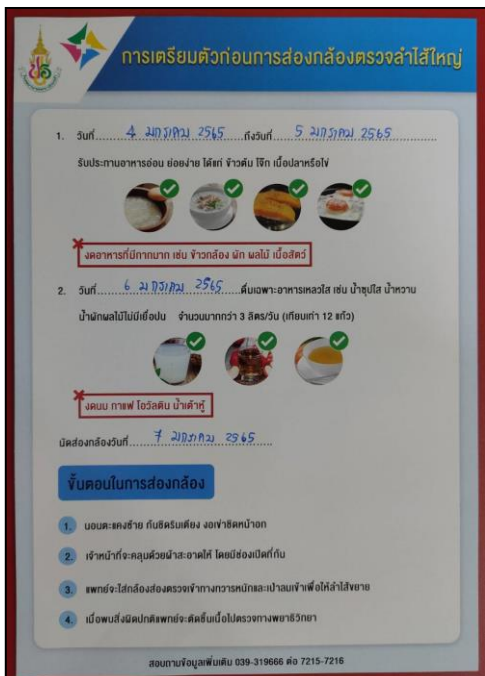 การเตรียมตัวก่อนการส่องกล้องตรวจลำไส้ใหญ่
1. วันที่ 4 มกราคม 2565 ถึงวันที่ 5 มกราคม 2565
รับประทานอาหารอ่อน ย่อยง่าย ได้แก่ ข้าวต้ม โจ๊ก เนื้อปลาหรือไข่
งดอาหารที่มีกากมาก เช่น ข้าวกล้อง ผัก ผลไม้ เนื้อสัตว์
2. วันที่ 6 มกราคม 2565 ดื่มเฉพาะอาหารเหลวใส เช่น น้ำซุปใส น้ำหวาน
น้ำผักผลไม้ไม่มีเยื่อปน จำนวนมากกว่า 3 ลิตร/วัน (เทียบเท่า 12 แก้ว)
งดนม กาแฟ โอวัลติน น้ำเต้าหู้
นัดส่องกล้องวันที่ 7 มกราคม 2565
ขั้นตอนในการส่องกล้อง
1. นอนตะแคงซ้าย ก้นชิดริมเตียง งอเข่าชิดหน้าอก
2. เจ้าหน้าที่จะคลุมด้วยผ้าสะอาดให้ โดยมีช่องเปิดที่ก้น
3. แพทย์จะใส่กล้องส่องตรวจเข้าทางทวารหนักและเป่าลมเข้าเพื่อให้ลำไส้ขยาย
4. เมื่อพบสิ่งผิดปกติแพทย์จะตัดชิ้นเนื้อไปตรวจทางพยาธิวิทยา
สอบถามข้อมูลเพิ่มเติม 039-319666 ต่อ 7215-7216